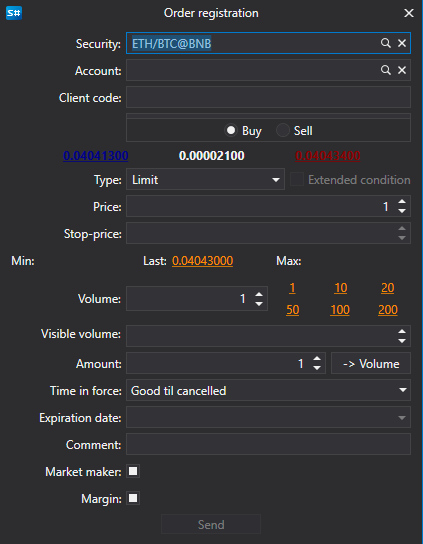 S# Order registration
Security: ETH/BTC@BNB
Account:
Client code:
Buy Sell
0.04041300 0.00002100
Type: Limit Extended condition
Price: 1
Stop-price:
Min: Last: 0.04043000 Max:
1 10 20
Volume: 1
50 100 200
Visible volume:
Amount: 1 -> Volume
Time in force: Good til cancelled
Expiration date:
Comment:
Market maker:
Margin:
Send